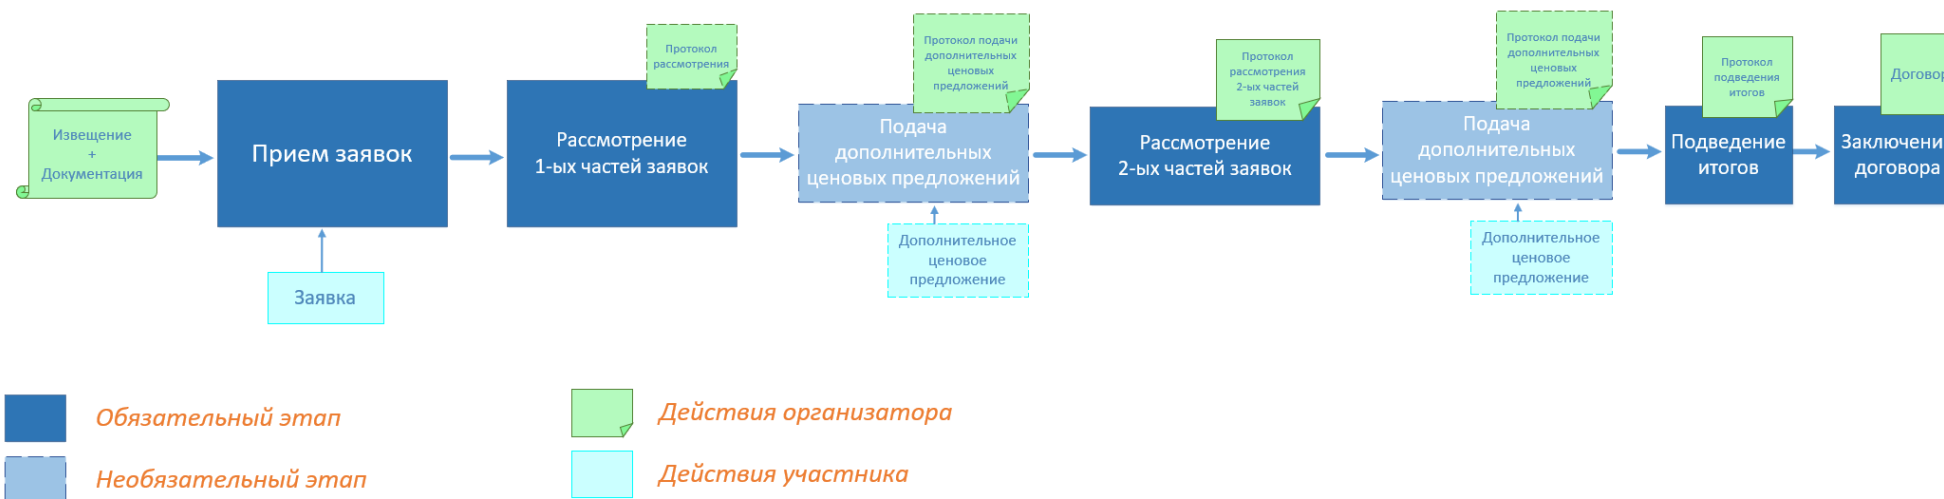 Извещение
+
Документация
Прием заявок
Заявка
Протокол
рассмотрения
Рассмотрение
1-ых частей заявок
Протокол подачи
дополнительных
ценовых
предложений
Подача
дополнительных
ценовых предложений
Дополнительное
ценовое
предложение
Протокол
рассмотрения
2-ых частей
заявок
Рассмотрение
2-ых частей заявок
Протокол подачи
дополнительных
ценовых
предложений
Подача
дополнительных
ценовых предложений
Дополнительное
ценовое
предложение
Протокол
подведения
итогов
Подведение
итогов
Договор
Заключени
договора
Обязательный этап
Необязательный этап
Действия организатора
Действия участника